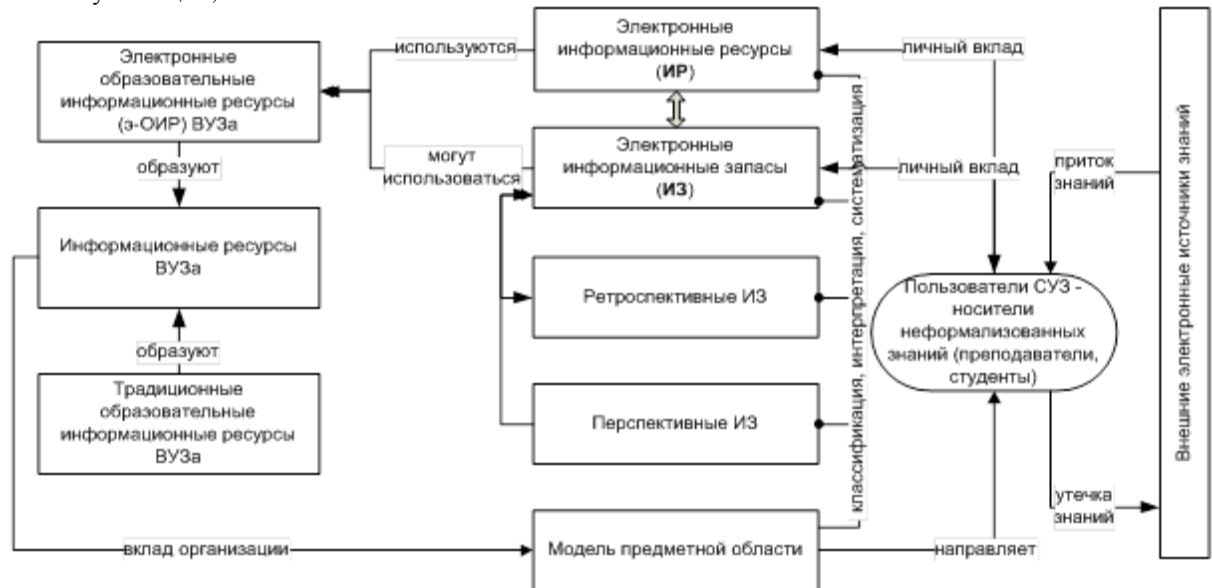 Электронные
образовательные
информационные ресурсы
(э-ОИР) ВУЗа
образуют
Информационные ресурсы
ВУЗа
образуют
Традиционные
образовательные
информационные ресурсы
ВУЗа
вклад организации
используются
могут
использоваться
Электронные
информационные ресурсы
(ИР)
Электронные
информационные запасы
(ИЗ)
Ретроспективные ИЗ
Перспективные ИЗ
Модель предметной области
классификация, интерпретация, систематизация
личный вклад
личный вклад
приток
знаний
Пользователи СУЗ -
носители
неформализованных
знаний (преподаватели,
студенты)
утечка
знаний
направляет
Внешние электронные источники знаний